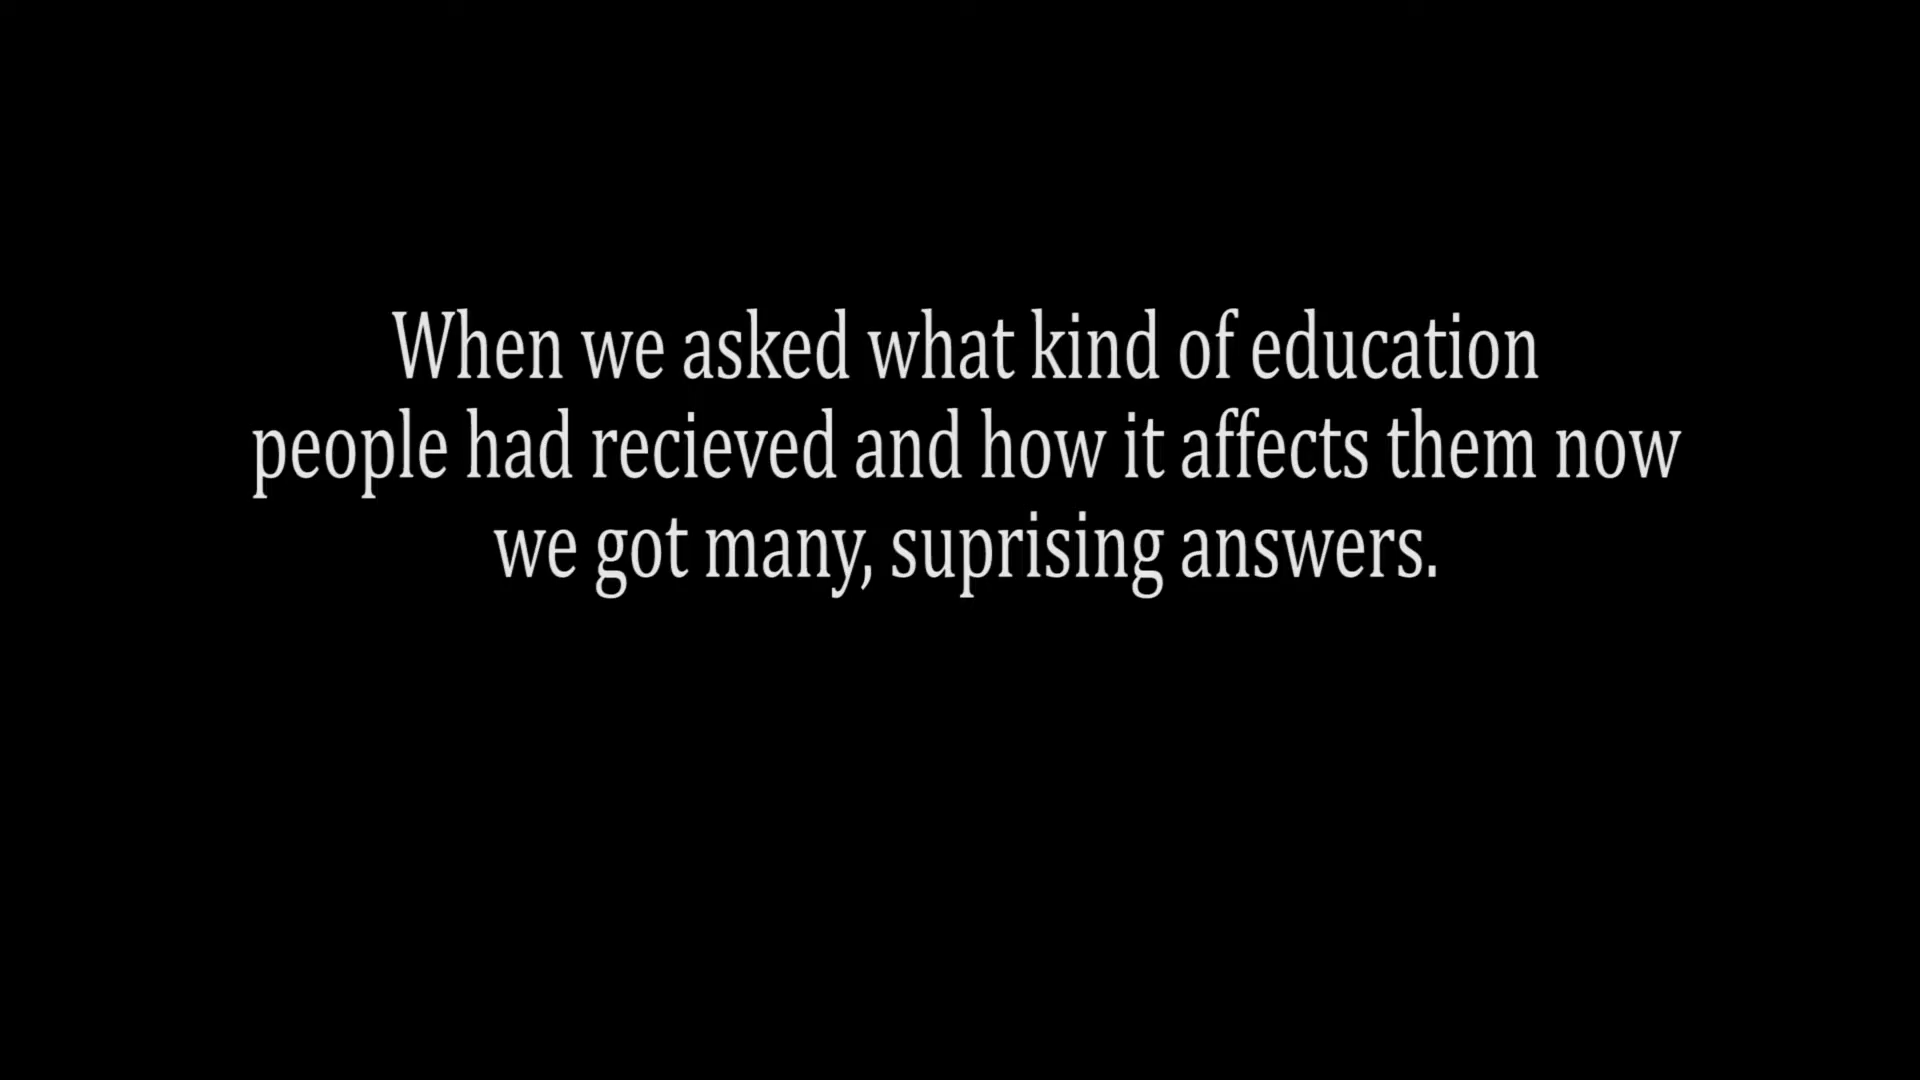 When we asked what kind of education
people had recieved and how it affects them now
we got many, suprising answers.